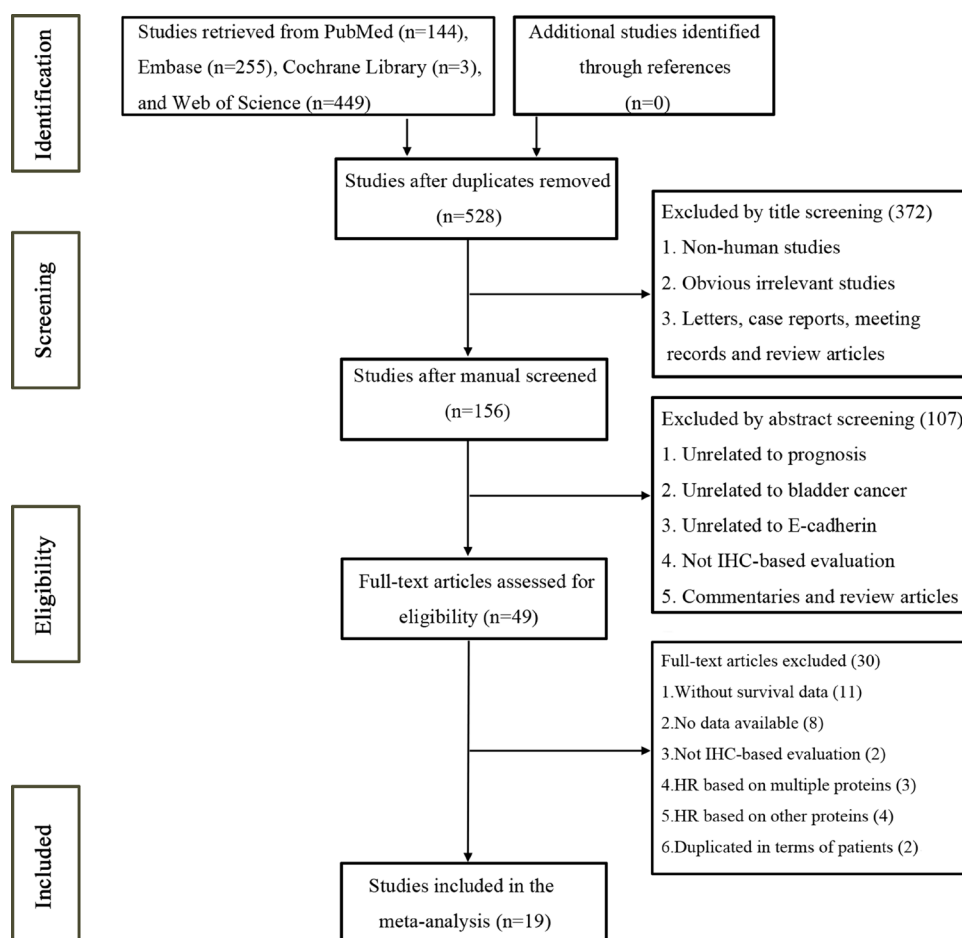 Identification
Studies retrieved from PubMed (n=144),
Embase (n=255), Cochrane Library (n=3),
and Web of Science (n=449)
Additional studies identified
through references
(n=0)
Studies after duplicates removed
(n=528)
Screening
Excluded by title screening (372)
1. Non-human studies
2. Obvious irrelevant studies
3. Letters, case reports, meeting
records and review articles
Studies after manual screened
(n=156)
Excluded by abstract screening (107)
1. Unrelated to prognosis
2. Unrelated to bladder cancer
3. Unrelated to E-cadherin
4. Not IHC-based evaluation
5. Commentaries and review articles
Eligibility
Full-text articles assessed for
eligibility (n=49)
Full-text articles excluded (30)
1.Without survival data (11)
2.No data available (8)
3.Not IHC-based evaluation (2)
4.HR based on multiple proteins (3)
5.HR based on other proteins (4)
6.Duplicated in terms of patients (2)
Included
Studies included in the
meta-analysis (n=19)